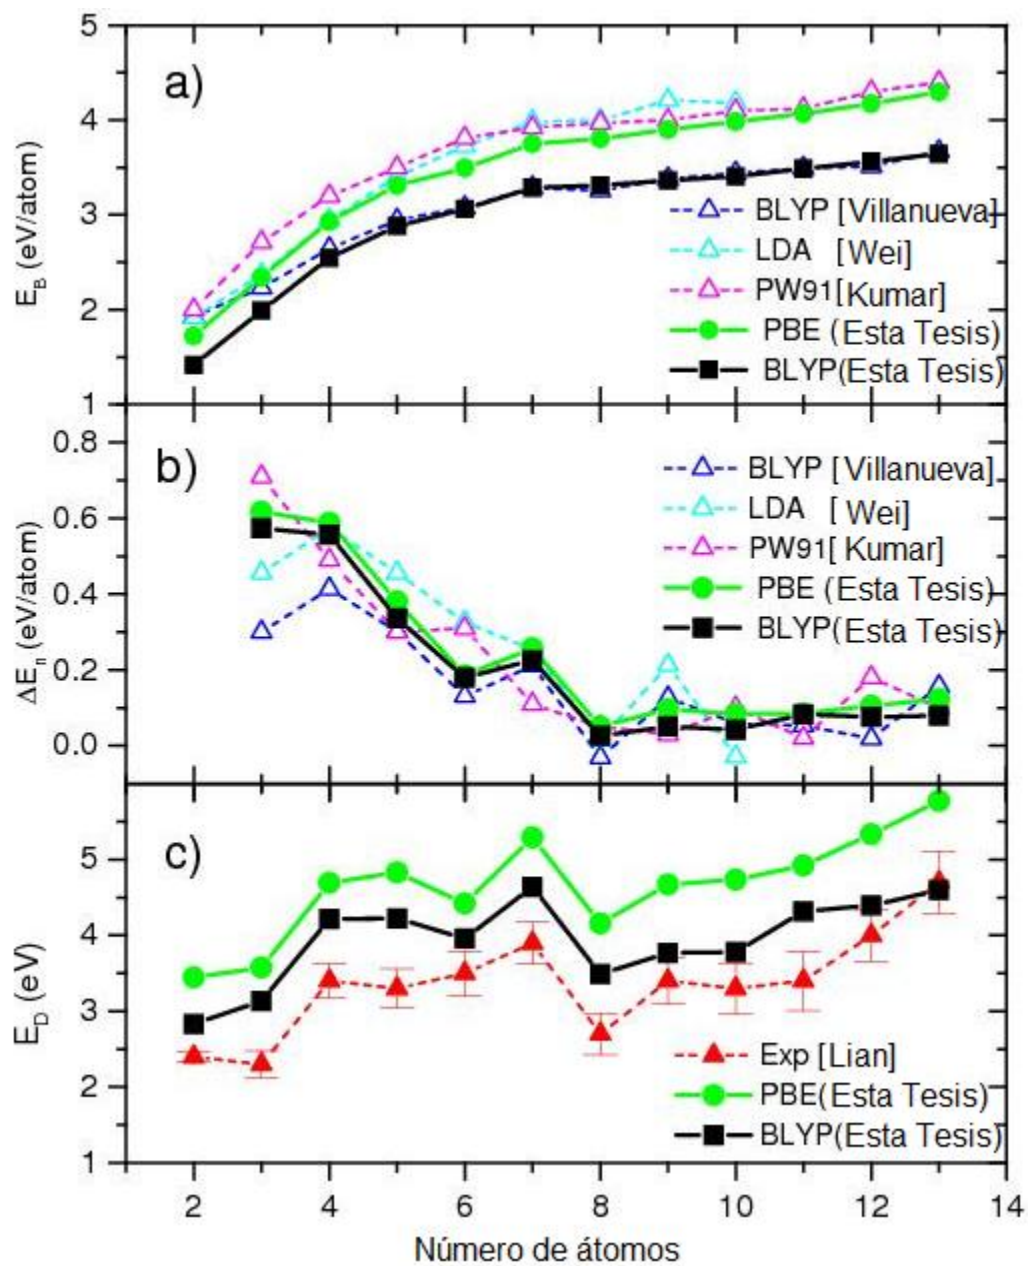 5
4
3
2
1
E_B (eV/atom)
a)
BLYP [Villanueva]
LDA [Wei]
PW91[Kumar]
PBE (Esta Tesis)
BLYP(Esta Tesis)
0.8
0.6
0.4
0.2
0.0
ΔE_n (eV/atom)
b)
BLYP [Villanueva]
LDA [Wei]
PW91[Kumar]
PBE (Esta Tesis)
BLYP(Esta Tesis)
5
4
3
2
1
E_D (eV)
c)
Exp [Lian]
PBE(Esta Tesis)
BLYP(Esta Tesis)
2 4 6 8 10 12 14
Número de átomos